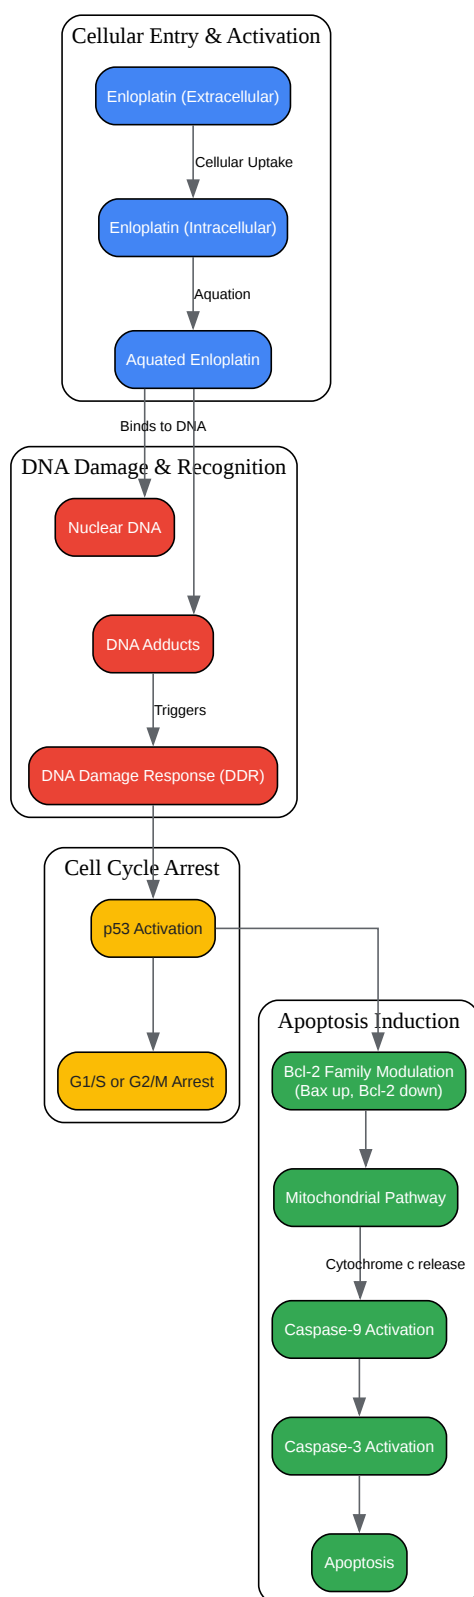 Cellular Entry & Activation
Enloplatin (Extracellular)
Cellular Uptake
Enloplatin (Intracellular)
Aquation
Aquated Enloplatin
Binds to DNA
DNA Damage & Recognition
Nuclear DNA
DNA Adducts
Triggers
DNA Damage Response (DDR)
Cell Cycle Arrest
p53 Activation
G1/S or G2/M Arrest
Apoptosis Induction
Bcl-2 Family Modulation
(Bax up, Bcl-2 down)
Mitochondrial Pathway
Cytochrome c release
Caspase-9 Activation
Caspase-3 Activation
Apoptosis